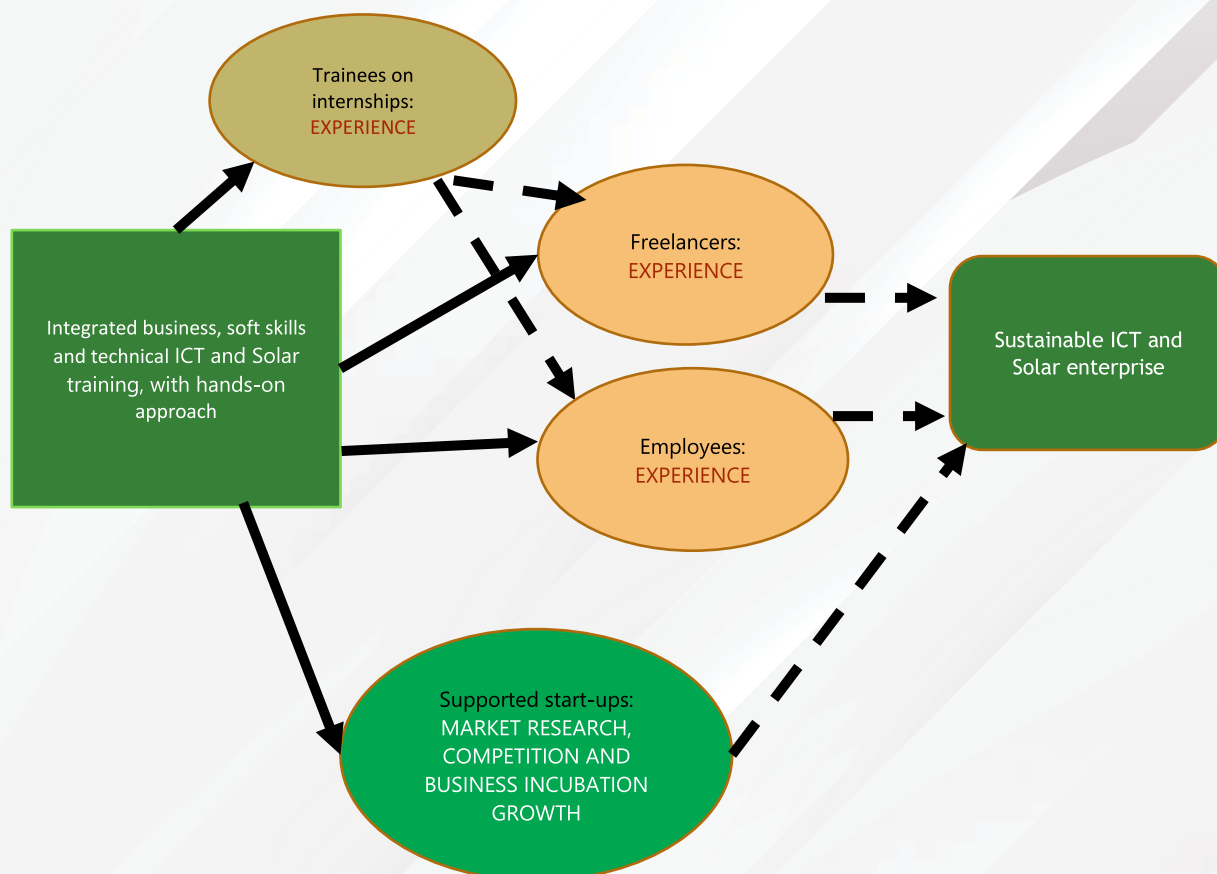 Trainees on
internships:
EXPERIENCE
Freelancers:
EXPERIENCE
Integrated business, soft skills
and technical ICT and Solar
training, with hands-on
approach
Sustainable ICT and
Solar enterprise
Employees:
EXPERIENCE
Supported start-ups:
MARKET RESEARCH,
COMPETITION AND
BUSINESS INCUBATION
GROWTH